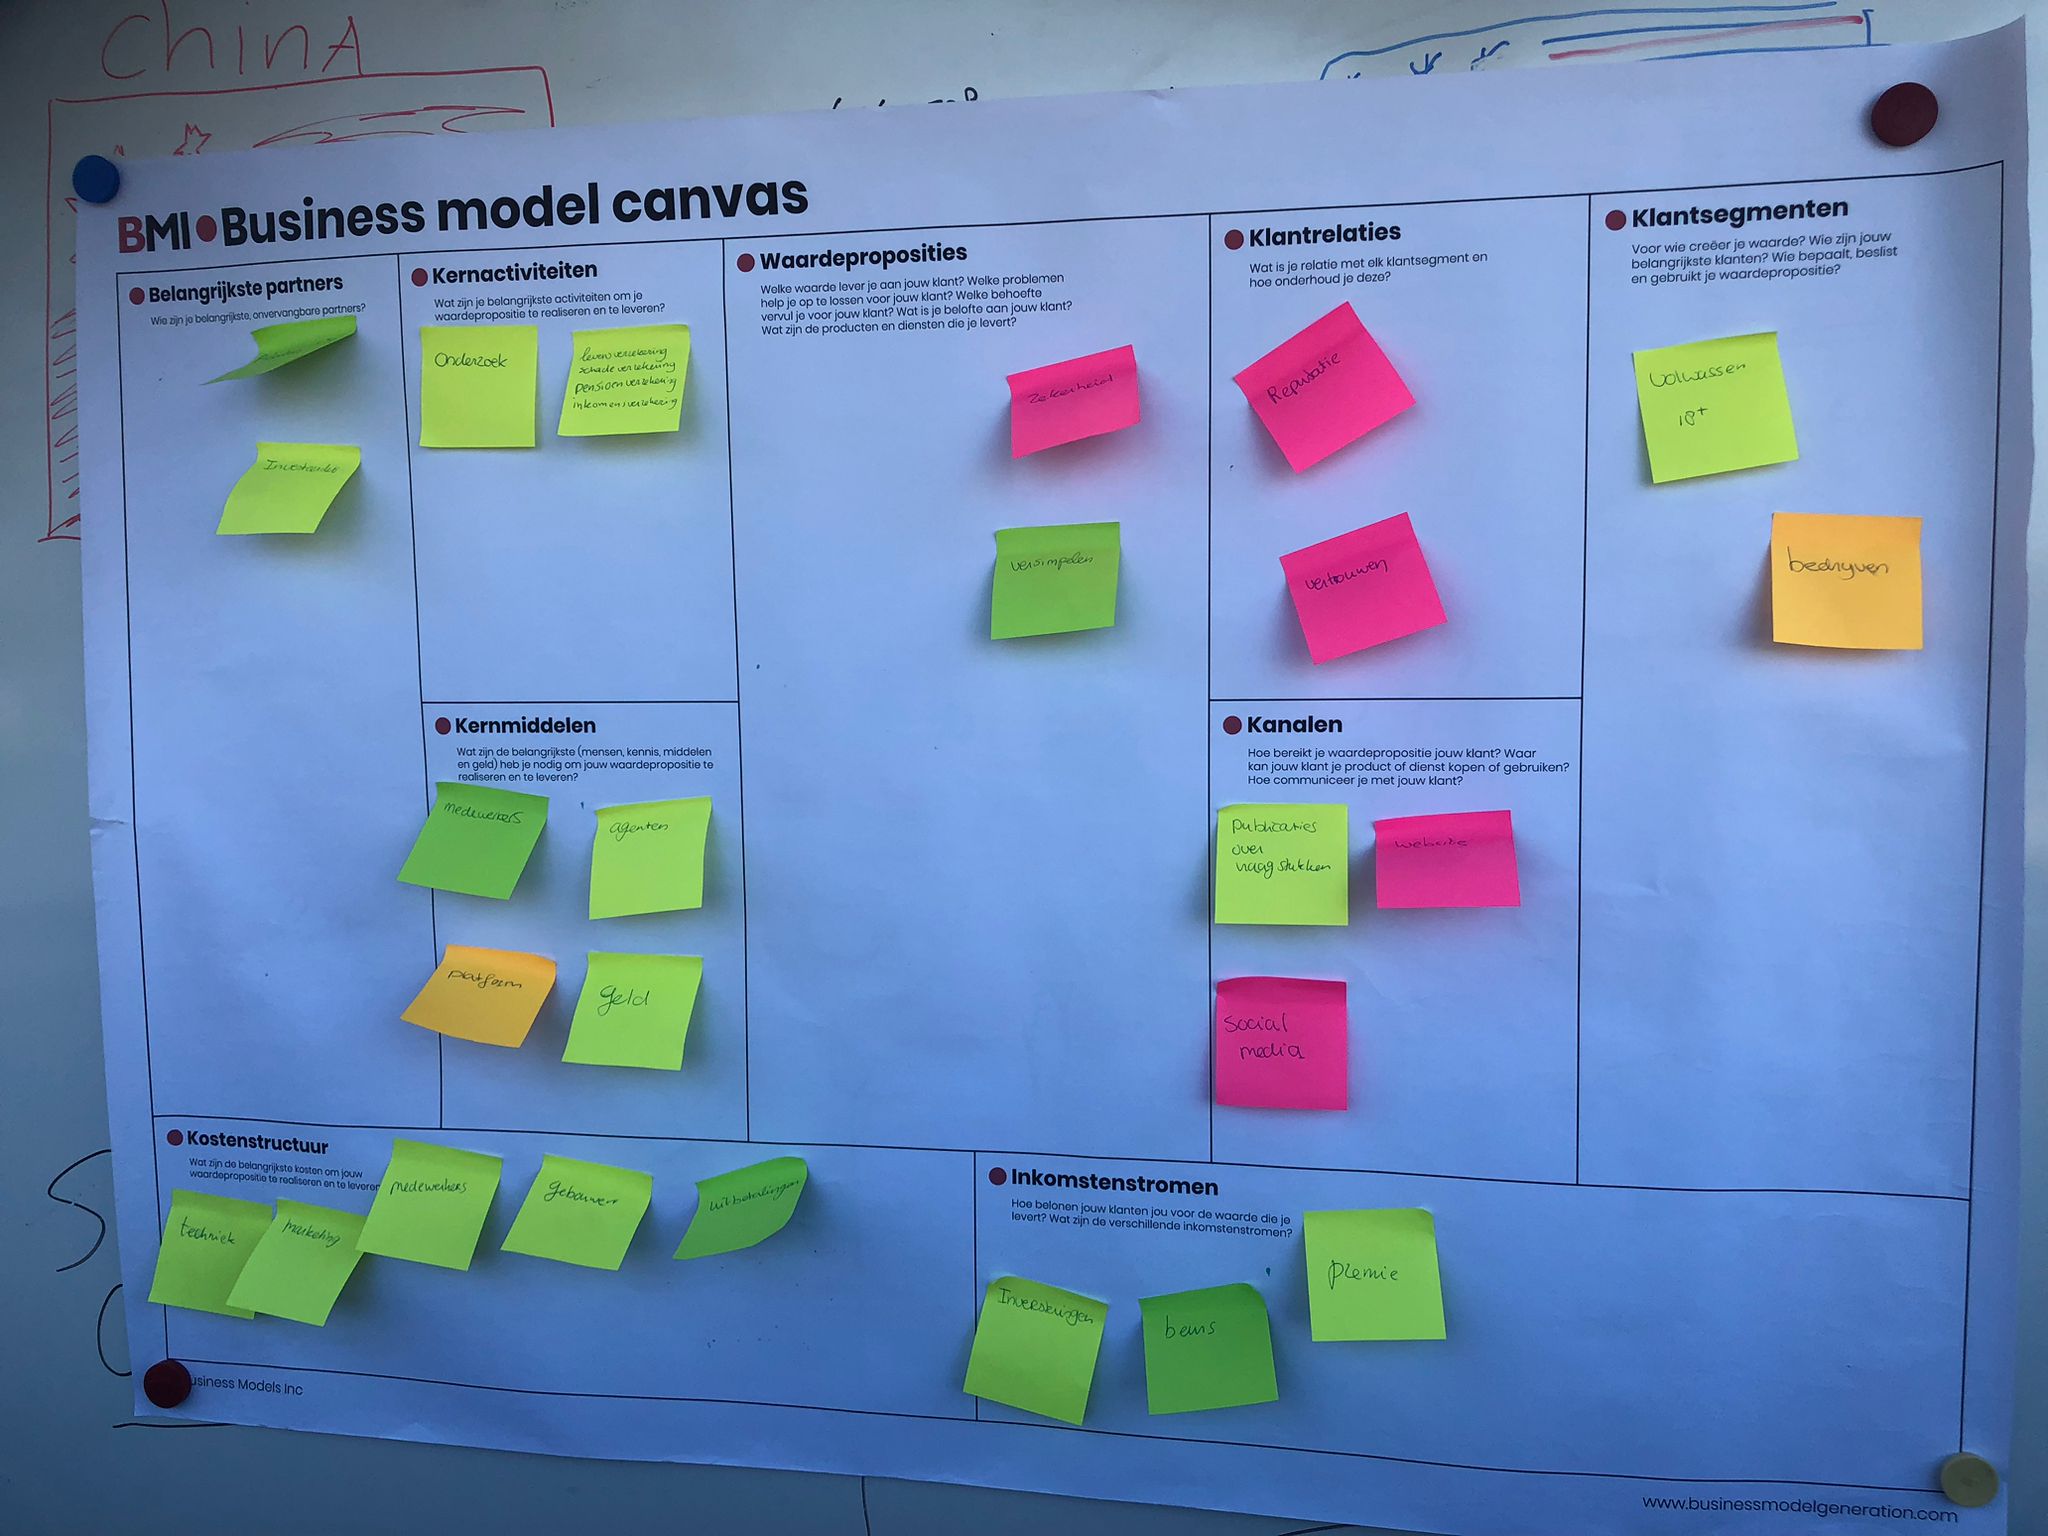 China
BMI Business model canvas
Belangrijkste partners
Wie zijn je belangrijkste, onvervangbare partners?
Kernactiviteiten
Wat zijn je belangrijkste activiteiten om je
waardepropositie te realiseren en te leveren?
Onderzoek
levensverzekering
schade verzekering
pensioen verzekering
inkomensverzekering
Waardeproposities
Welke waarde lever je aan jouw klant? Welke problemen
help je op te lossen voor jouw klant? Welke behoefte
vervul je voor jouw klant? Wat is je belofte aan jouw klant?
Wat zijn de producten en diensten die je levert?
Zekerheid
versimpelen
Klantrelaties
Wat is je relatie met elk klantsegment en
hoe onderhoud je deze?
Reputatie
vertrouwen
Klantsegmenten
Voor wie creëer je waarde? Wie zijn jouw
belangrijkste klanten? Wie bepaalt, beslist
en gebruikt je waardepropositie?
Volwassen
18+
bedrijven
Kernmiddelen
Wat zijn de belangrijkste (mensen, kennis, middelen
en geld) heb je nodig om jouw waardepropositie te
realiseren en te leveren?
medewerkers
agenten
platform
geld
Kanalen
Hoe bereikt je waardepropositie jouw klant? Waar
kan jouw klant je product of dienst kopen of gebruiken?
Hoe communiceer je met jouw klant?
publicaties
over
vraagstukken
website
social
media
Kostenstructuur
Wat zijn de belangrijkste kosten om jouw
waardepropositie te realiseren en te leveren
techniek
marketing
medewerkers
gebouwen
uitbetalingen
Inkomstenstromen
Hoe belonen jouw klanten jou voor de waarde die je
levert? Wat zijn de verschillende inkomstenstromen?
beurs
premie
usiness Models Inc
www.businessmodelgeneration.com